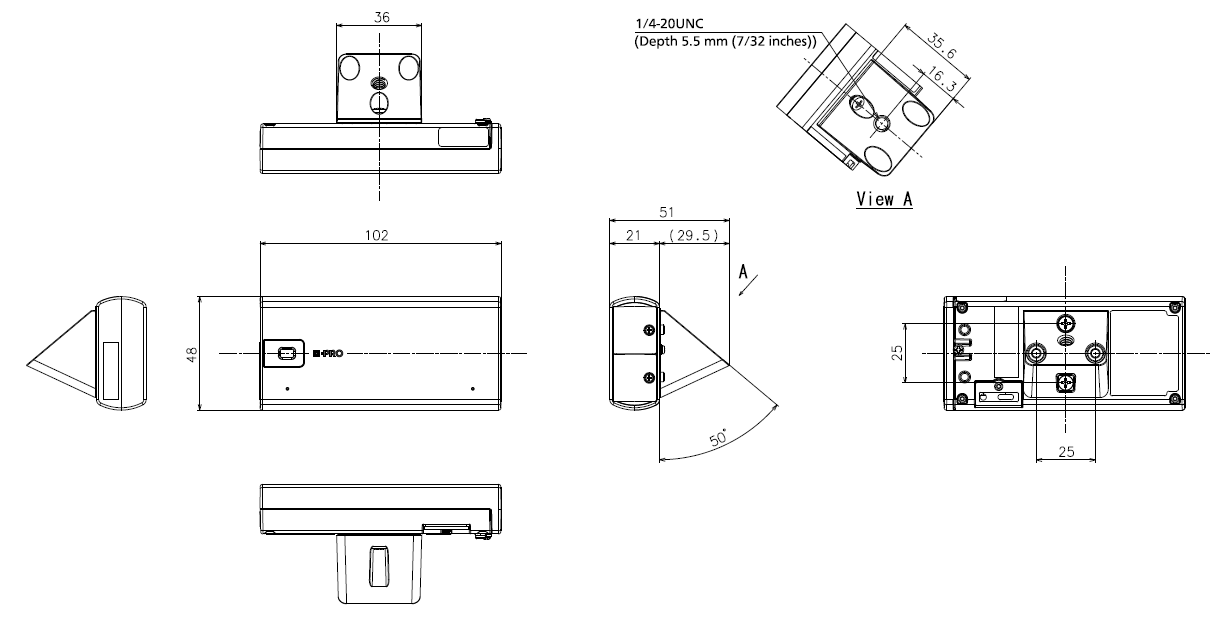 36
1/4-20UNC
(Depth 5.5 mm (7/32 inches))
35.6
16.3
View A
102
51
21
(29.5)
A
48
i-PRO
25
50°
25